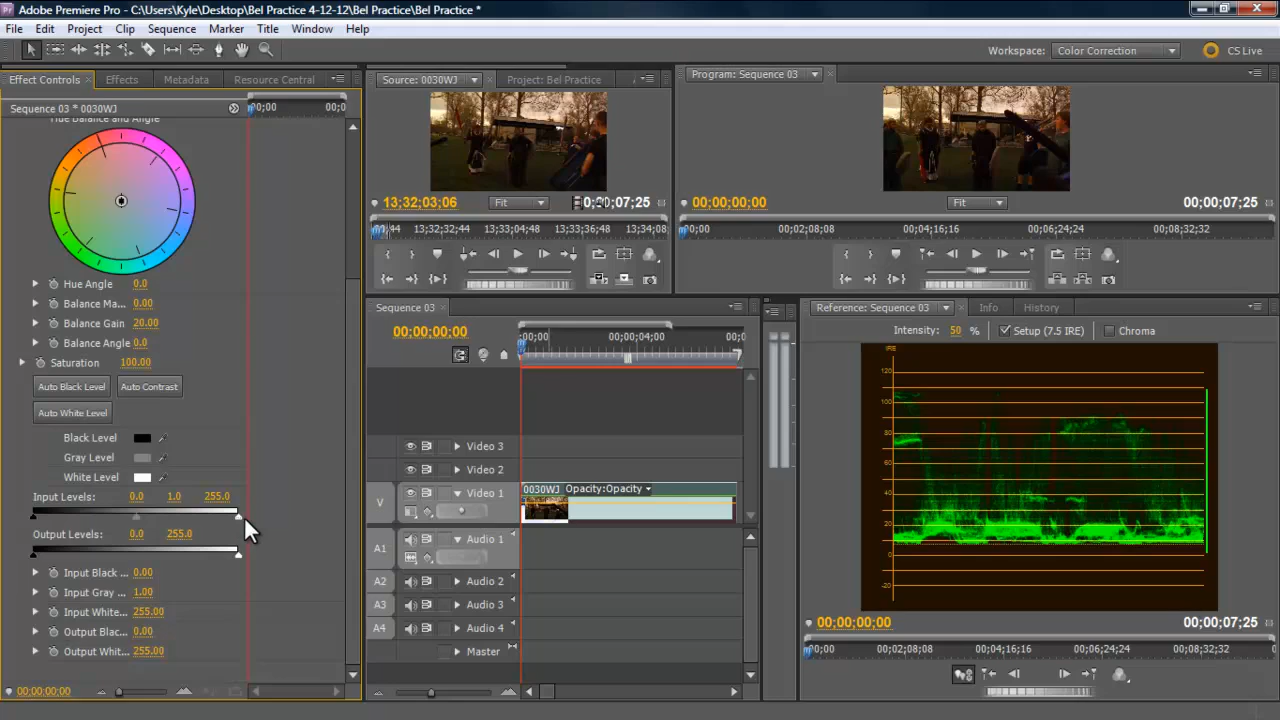 Adobe Premiere Pro - C:\Users\Kyle\Desktop\Bel Practice 4-12-12\Bel Practice\Bel Practice *
File Edit Project Clip Sequence Marker Title Window Help
Workspace: Color Correction CS Live
Effect Controls Effects Metadata Resource Central
Sequence 03 * 0030WJ
00;00 00;0
Hue Balance and Angle
Hue Angle 0.0
Balance Ma... 0.00
Balance Gain 20.00
Balance Angle 0.0
Saturation 100.00
Auto Black Level Auto Contrast
Auto White Level
Black Level
Gray Level
White Level
Input Levels: 0.0 1.0 255.0
Output Levels: 0.0 255.0
Input Black ... 0.00
Input Gray ... 1.00
Input White... 255.00
Output Blac... 0.00
Output Whit... 255.00
00;00;00;00
Source: 0030WJ Project: Bel Practice
13;32;03;06 Fit 0;00;07;25
13;32;32;44 13;33;04;48 13;33;36;48 13;34;08;5
Program: Sequence 03
00;00;00;00 Fit 00;00;07;25
00;00 00;02;08;08 00;04;16;16 00;06;24;24 00;08;32;32
Sequence 03
00;00;00;00
;00;00 00;00;04;00 00;0
Video 3
Video 2
V Video 1
0030WJ Opacity:Opacity
A1 Audio 1
A2 Audio 2
A3 Audio 3
A4 Audio 4
Master
Reference: Sequence 03 Info History
Intensity: 50 % Setup (7.5 IRE) Chroma
IRE
120
100
80
60
40
20
0
-20
00;00;00;00 00;00;07;25
00;00 00;02;08;08 00;04;16;16 00;06;24;24 00;08;32;32